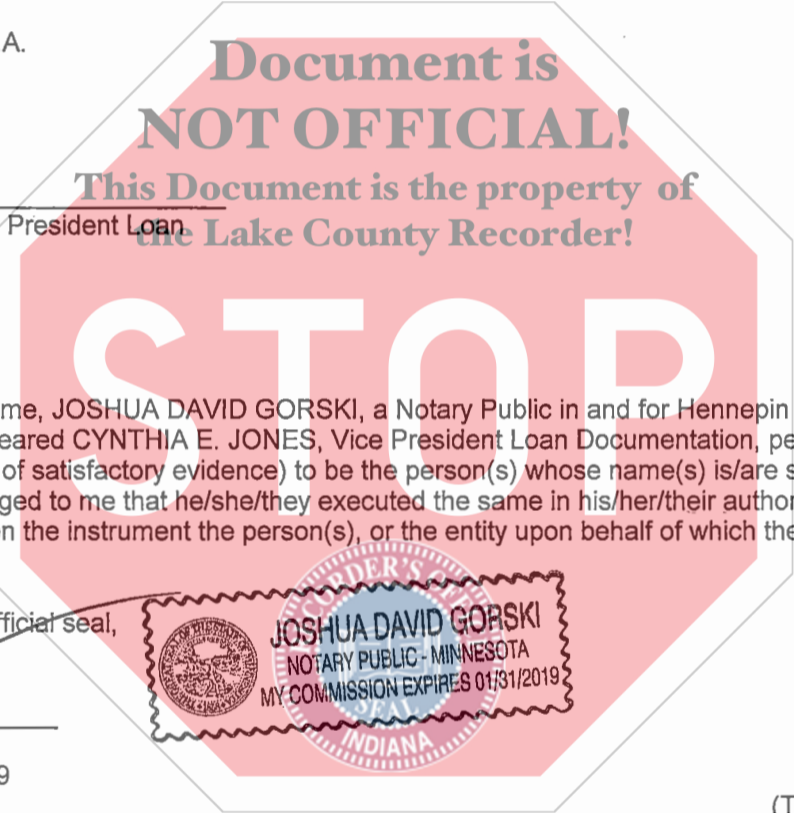 A.
Document is
NOT OFFICIAL!
This Document is the property of
the Lake County Recorder!
President Loan
STOP
me, JOSHUA DAVID GORSKI, a Notary Public in and for Hennepin
eared CYNTHIA E. JONES, Vice President Loan Documentation, pe
of satisfactory evidence) to be the person(s) whose name(s) is/are s
ged to me that he/she/they executed the same in his/her/their author
n the instrument the person(s), or the entity upon behalf of which the
RECORDER'S OF
fficial seal,
JOSHUA DAVID GORSKI
NOTARY PUBLIC - MINNESOTA
MY COMMISSION EXPIRES 01/31/2019
SEAL
INDIANA
9
(T